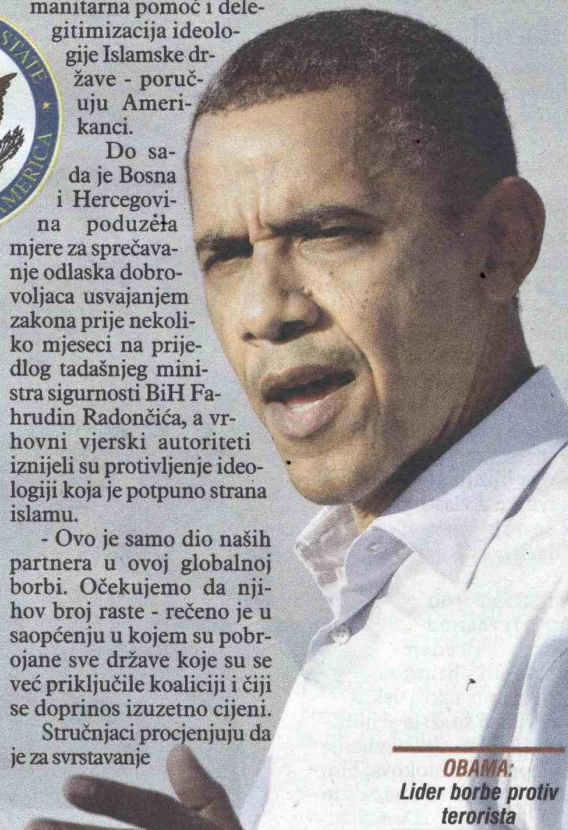 manitarna pomoć i dele-
gitimizacija ideolo-
gije Islamske dr-
žave - poruč-
uju Ameri-
kanci.
Do sa-
da je Bosna
i Hercegovi-
na poduzela
mjere za sprečava-
nje odlaska dobro-
voljaca usvajanjem
zakona prije nekoli-
ko mjeseci na prije-
dlog tadašnjeg mini-
stra sigurnosti BiH Fa-
hrudin Radončića, a vr-
hovni vjerski autoriteti
iznijeli su protivljenje ideo-
logiji koja je potpuno strana
islamu.
- Ovo je samo dio naših
partnera u ovoj globalnoj
borbi. Očekujemo da nji-
hov broj raste - rečeno je u
saopćenju u kojem su pobr-
ojane sve države koje su se
već priključile koaliciji i čiji
se doprinos izuzetno cijeni.
Stručnjaci procjenjuju da
je za svrstavanje
STATE
AMERICA
OBAMA:
Lider borbe protiv
terorista